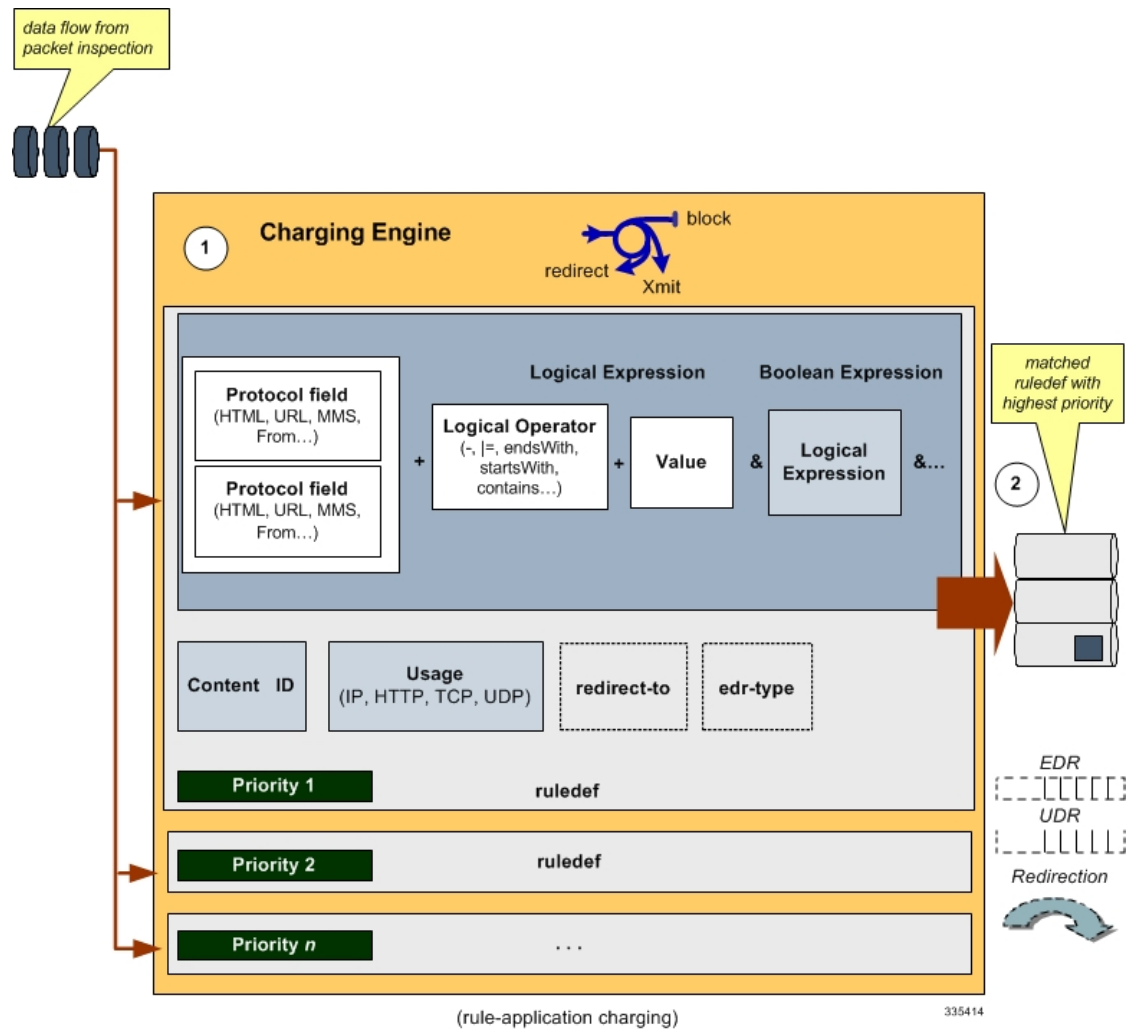 data flow from
packet inspection
1
Charging Engine
block
redirect
Xmit
Logical Expression
Boolean Expression
matched
ruledef with
highest priority
Protocol field
(HTML, URL, MMS,
From…)
+
Logical Operator
(-, |=, endsWith,
startsWith,
contains…)
+
Value
&
Logical
Expression
&...
Protocol field
(HTML, URL, MMS,
From…)
2
Content ID
Usage
(IP, HTTP, TCP, UDP)
redirect-to
edr-type
Priority 1
ruledef
EDR
UDR
Priority 2
ruledef
Redirection
Priority n
. . .
(rule-application charging)
335414